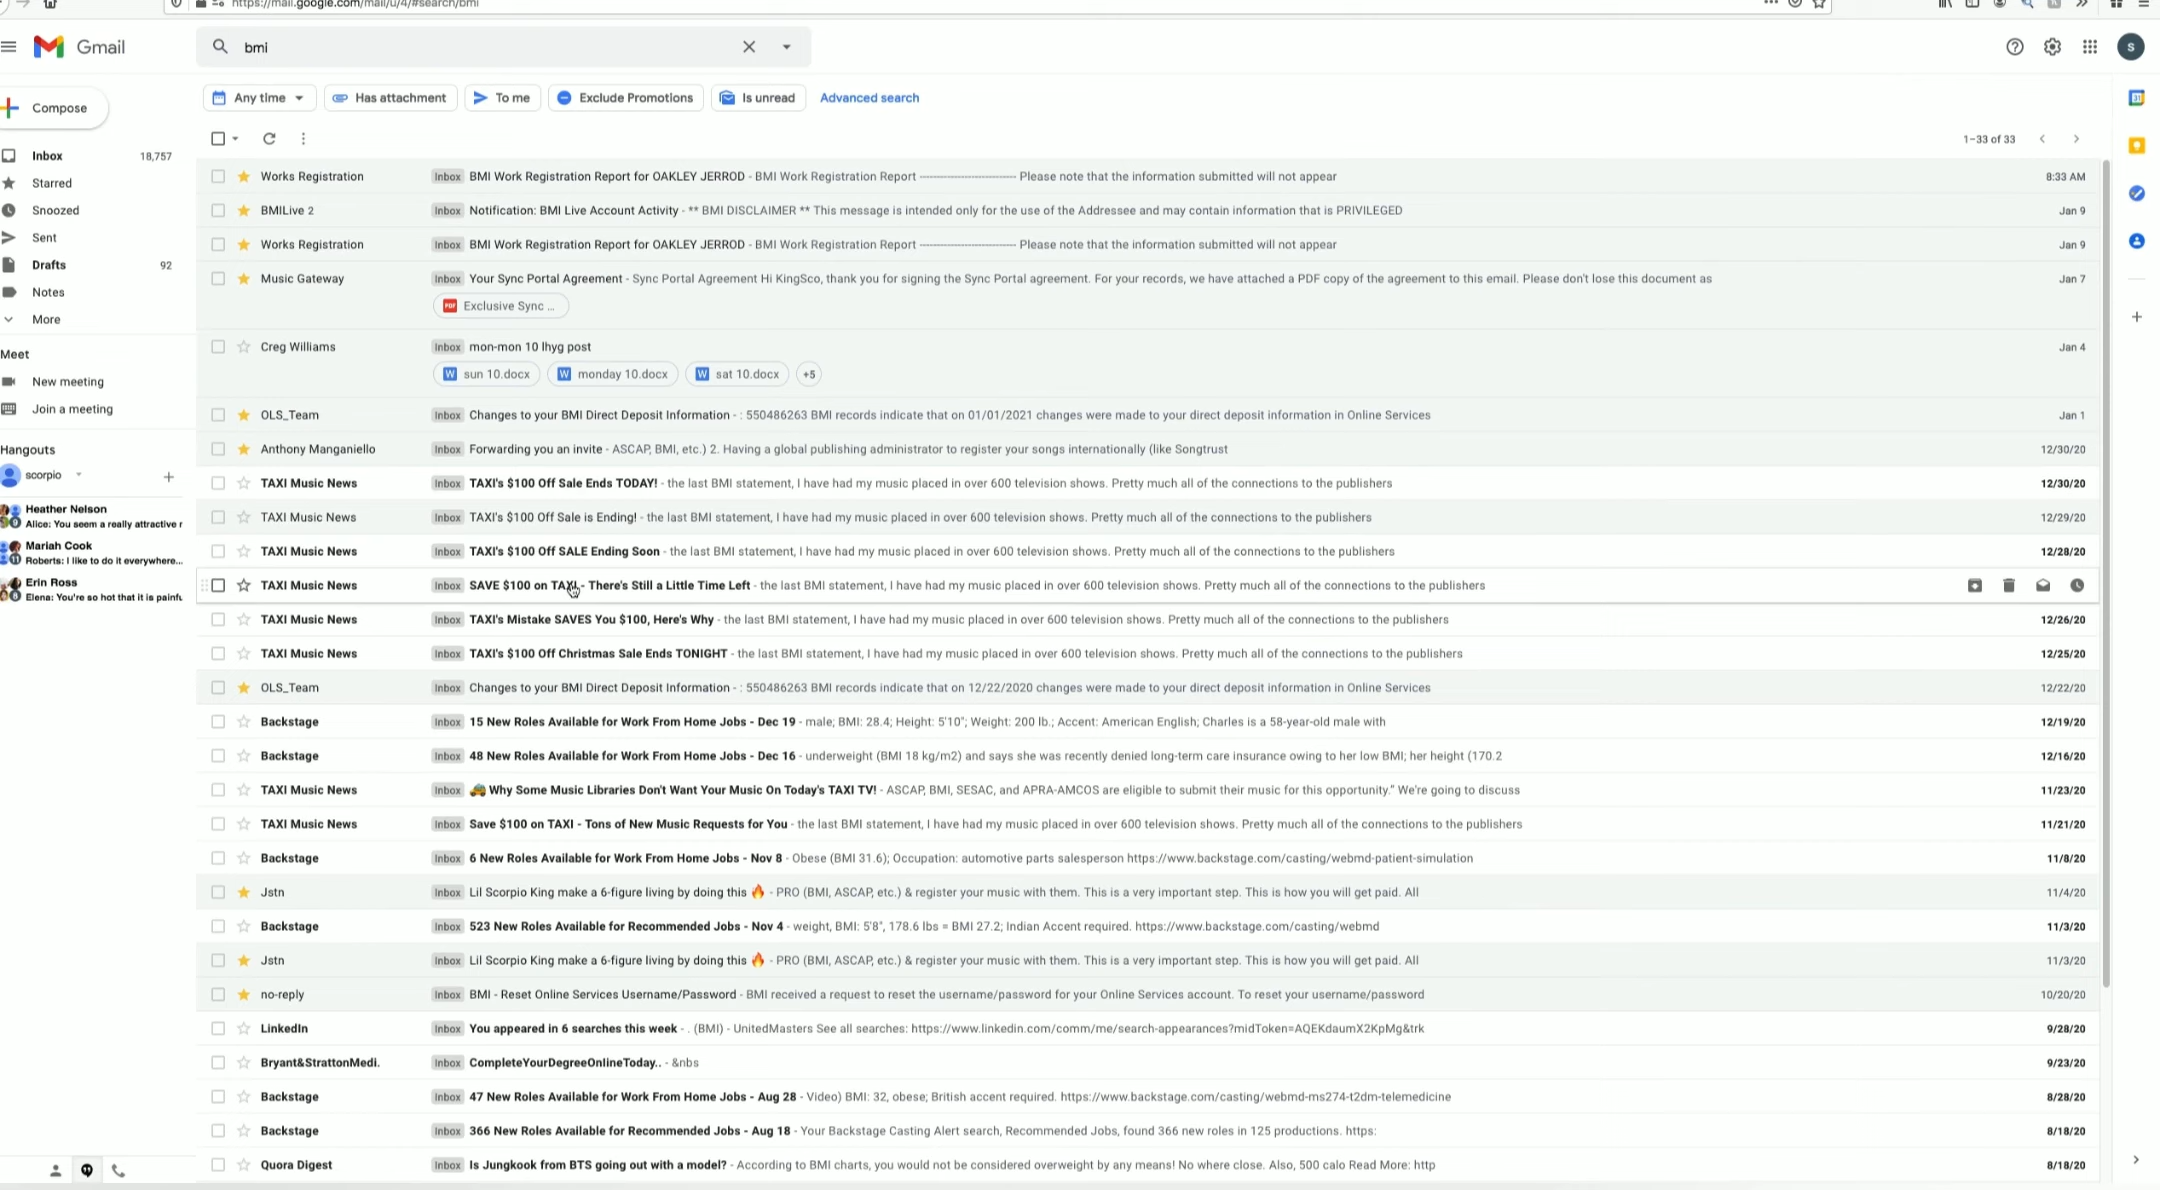 https://mail.google.com/mail/u/4/#search/bmi
Gmail
bmi
Compose
Any time
Has attachment
To me
Exclude Promotions
Is unread
Advanced search
1–33 of 33
Inbox 18,757
Starred
Snoozed
Sent
Drafts 92
Notes
More
Meet
New meeting
Join a meeting
Hangouts
scorpio
Heather Nelson
Alice: You seem a really attractive r
Mariah Cook
Roberts: I like to do it everywhere...
Erin Ross
Elena: You're so hot that it is painfu
Works Registration Inbox BMI Work Registration Report for OAKLEY JERROD - BMI Work Registration Report ---------------------------- Please note that the information submitted will not appear 8:33 AM
BMILive 2 Inbox Notification: BMI Live Account Activity - ** BMI DISCLAIMER ** This message is intended only for the use of the Addressee and may contain information that is PRIVILEGED Jan 9
Works Registration Inbox BMI Work Registration Report for OAKLEY JERROD - BMI Work Registration Report ---------------------------- Please note that the information submitted will not appear Jan 9
Music Gateway Inbox Your Sync Portal Agreement - Sync Portal Agreement Hi KingSco, thank you for signing the Sync Portal agreement. For your records, we have attached a PDF copy of the agreement to this email. Please don't lose this document as Jan 7
PDF Exclusive Sync ...
Creg Williams Inbox mon-mon 10 lhyg post Jan 4
W sun 10.docx W monday 10.docx W sat 10.docx +5
OLS_Team Inbox Changes to your BMI Direct Deposit Information - : 550486263 BMI records indicate that on 01/01/2021 changes were made to your direct deposit information in Online Services Jan 1
Anthony Manganiello Inbox Forwarding you an invite - ASCAP, BMI, etc.) 2. Having a global publishing administrator to register your songs internationally (like Songtrust 12/30/20
TAXI Music News Inbox TAXI's $100 Off Sale Ends TODAY! - the last BMI statement, I have had my music placed in over 600 television shows. Pretty much all of the connections to the publishers 12/30/20
TAXI Music News Inbox TAXI's $100 Off Sale is Ending! - the last BMI statement, I have had my music placed in over 600 television shows. Pretty much all of the connections to the publishers 12/29/20
TAXI Music News Inbox TAXI's $100 Off SALE Ending Soon - the last BMI statement, I have had my music placed in over 600 television shows. Pretty much all of the connections to the publishers 12/28/20
TAXI Music News Inbox SAVE $100 on TAXI - There's Still a Little Time Left - the last BMI statement, I have had my music placed in over 600 television shows. Pretty much all of the connections to the publishers
TAXI Music News Inbox TAXI's Mistake SAVES You $100, Here's Why - the last BMI statement, I have had my music placed in over 600 television shows. Pretty much all of the connections to the publishers 12/26/20
TAXI Music News Inbox TAXI's $100 Off Christmas Sale Ends TONIGHT - the last BMI statement, I have had my music placed in over 600 television shows. Pretty much all of the connections to the publishers 12/25/20
OLS_Team Inbox Changes to your BMI Direct Deposit Information - : 550486263 BMI records indicate that on 12/22/2020 changes were made to your direct deposit information in Online Services 12/22/20
Backstage Inbox 15 New Roles Available for Work From Home Jobs - Dec 19 - male; BMI: 28.4; Height: 5'10"; Weight: 200 lb.; Accent: American English; Charles is a 58-year-old male with 12/19/20
Backstage Inbox 48 New Roles Available for Work From Home Jobs - Dec 16 - underweight (BMI 18 kg/m2) and says she was recently denied long-term care insurance owing to her low BMI; her height (170.2 12/16/20
TAXI Music News Inbox 🚕 Why Some Music Libraries Don't Want Your Music On Today's TAXI TV! - ASCAP, BMI, SESAC, and APRA-AMCOS are eligible to submit their music for this opportunity." We're going to discuss 11/23/20
TAXI Music News Inbox Save $100 on TAXI - Tons of New Music Requests for You - the last BMI statement, I have had my music placed in over 600 television shows. Pretty much all of the connections to the publishers 11/21/20
Backstage Inbox 6 New Roles Available for Work From Home Jobs - Nov 8 - Obese (BMI 31.6); Occupation: automotive parts salesperson https://www.backstage.com/casting/webmd-patient-simulation 11/8/20
Jstn Inbox Lil Scorpio King make a 6-figure living by doing this 🔥 - PRO (BMI, ASCAP, etc.) & register your music with them. This is a very important step. This is how you will get paid. All 11/4/20
Backstage Inbox 523 New Roles Available for Recommended Jobs - Nov 4 - weight, BMI: 5'8", 178.6 lbs = BMI 27.2; Indian Accent required. https://www.backstage.com/casting/webmd 11/3/20
Jstn Inbox Lil Scorpio King make a 6-figure living by doing this 🔥 - PRO (BMI, ASCAP, etc.) & register your music with them. This is a very important step. This is how you will get paid. All 11/3/20
no-reply Inbox BMI - Reset Online Services Username/Password - BMI received a request to reset the username/password for your Online Services account. To reset your username/password 10/20/20
LinkedIn Inbox You appeared in 6 searches this week - . (BMI) - UnitedMasters See all searches: https://www.linkedin.com/comm/me/search-appearances?midToken=AQEKdaumX2KpMg&trk 9/28/20
Bryant&StrattonMedi. Inbox CompleteYourDegreeOnlineToday.. - &nbs 9/23/20
Backstage Inbox 47 New Roles Available for Work From Home Jobs - Aug 28 - Video) BMI: 32, obese; British accent required. https://www.backstage.com/casting/webmd-ms274-t2dm-telemedicine 8/28/20
Backstage Inbox 366 New Roles Available for Recommended Jobs - Aug 18 - Your Backstage Casting Alert search, Recommended Jobs, found 366 new roles in 125 productions. https: 8/18/20
Quora Digest Inbox Is Jungkook from BTS going out with a model? - According to BMI charts, you would not be considered overweight by any means! No where close. Also, 500 calo Read More: http 8/18/20